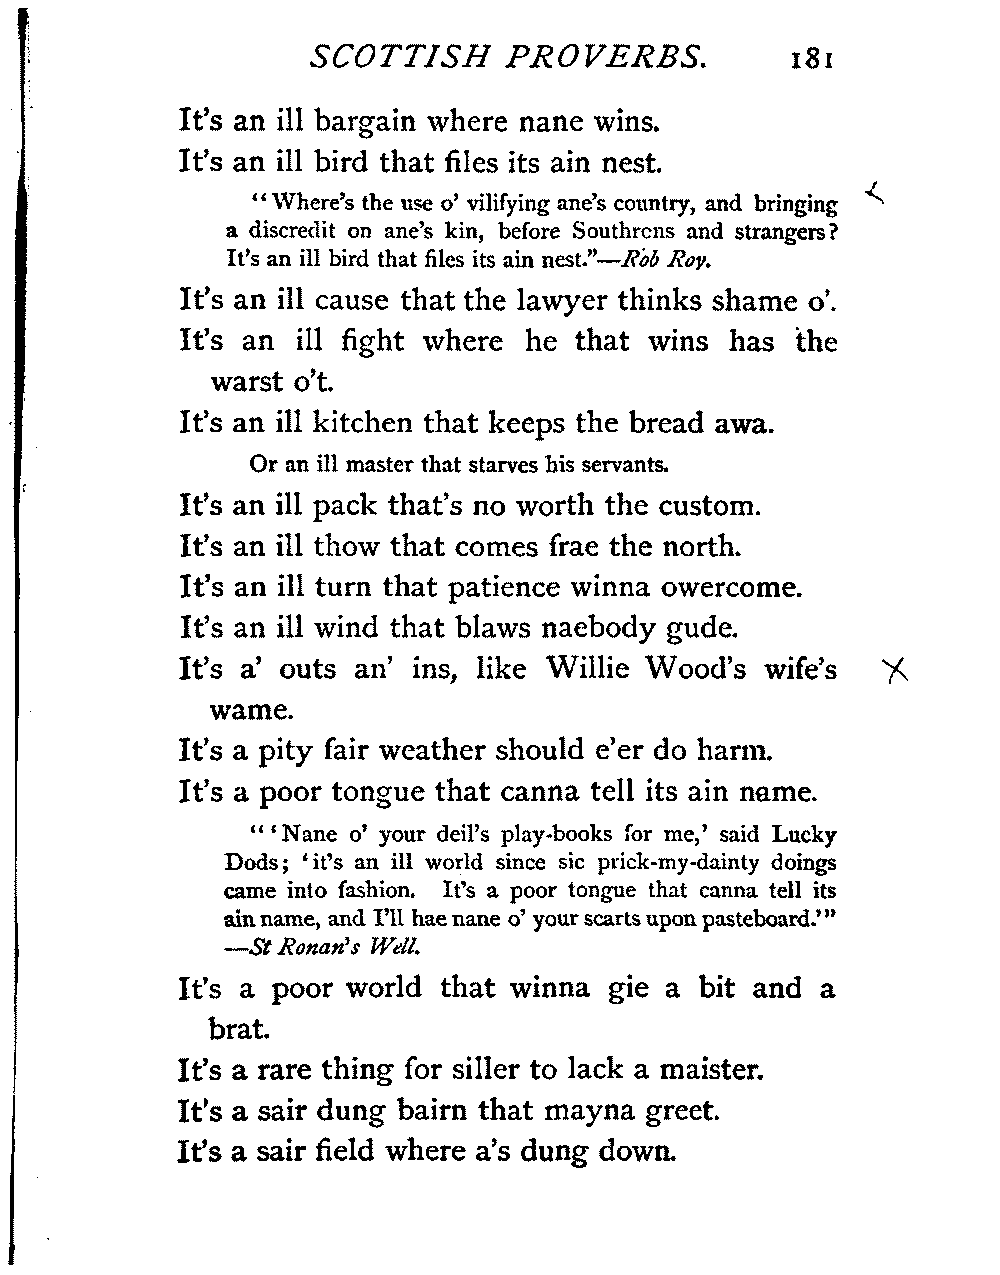 SCOTTISH PROVERBS. 181
It's an ill bargain where nane wins.
It's an ill bird that files its ain nest.
"Where's the use o' vilifying ane's country, and bringing
a discredit on ane's kin, before Southrens and strangers?
It's an ill bird that files its ain nest."—Rob Roy.
It's an ill cause that the lawyer thinks shame o'.
It's an ill fight where he that wins has the
warst o't.
It's an ill kitchen that keeps the bread awa.
Or an ill master that starves his servants.
It's an ill pack that's no worth the custom.
It's an ill thow that comes frae the north.
It's an ill turn that patience winna owercome.
It's an ill wind that blaws naebody gude.
It's a' outs an' ins, like Willie Wood's wife's
wame.
It's a pity fair weather should e'er do harm.
It's a poor tongue that canna tell its ain name.
"'Nane o' your deil's play-books for me,' said Lucky
Dods; 'it's an ill world since sic prick-my-dainty doings
came into fashion. It's a poor tongue that canna tell its
ain name, and I'll hae nane o' your scarts upon pasteboard.'"
—St Ronan's Well.
It's a poor world that winna gie a bit and a
brat.
It's a rare thing for siller to lack a maister.
It's a sair dung bairn that mayna greet.
It's a sair field where a's dung down.